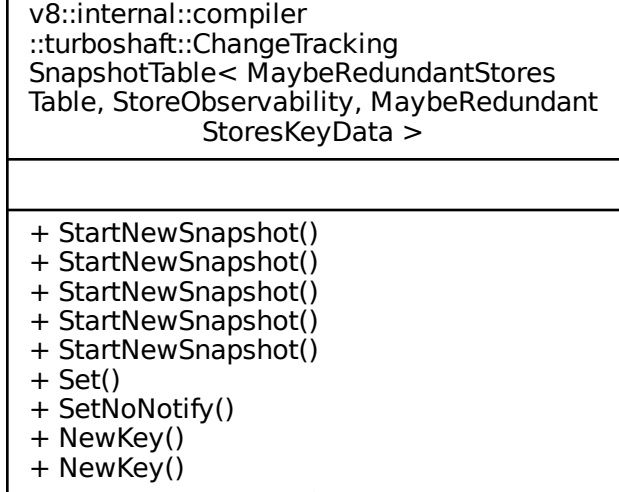 v8::internal::compiler
::turboshaft::ChangeTracking
SnapshotTable< MaybeRedundantStores
Table, StoreObservability, MaybeRedundant
StoresKeyData >
+ StartNewSnapshot()
+ StartNewSnapshot()
+ StartNewSnapshot()
+ StartNewSnapshot()
+ StartNewSnapshot()
+ Set()
+ SetNoNotify()
+ NewKey()
+ NewKey()